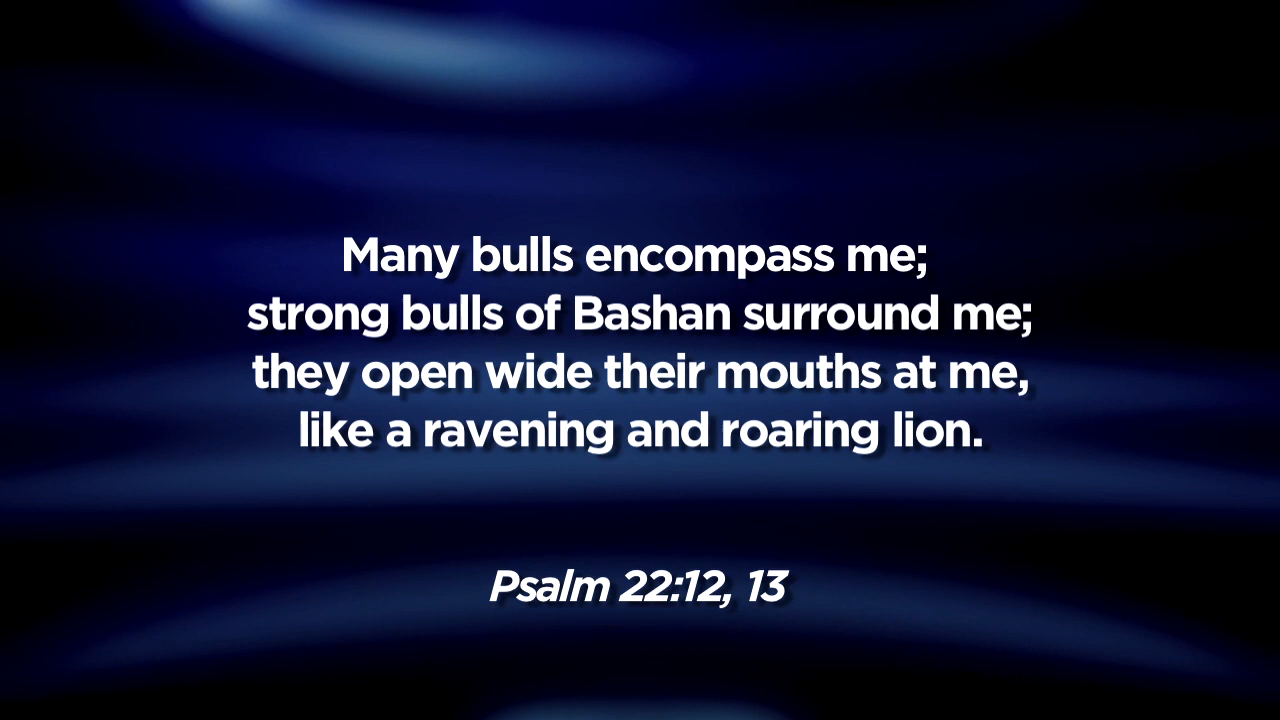 Many bulls encompass me;
strong bulls of Bashan surround me;
they open wide their mouths at me,
like a ravening and roaring lion.
Psalm 22:12, 13